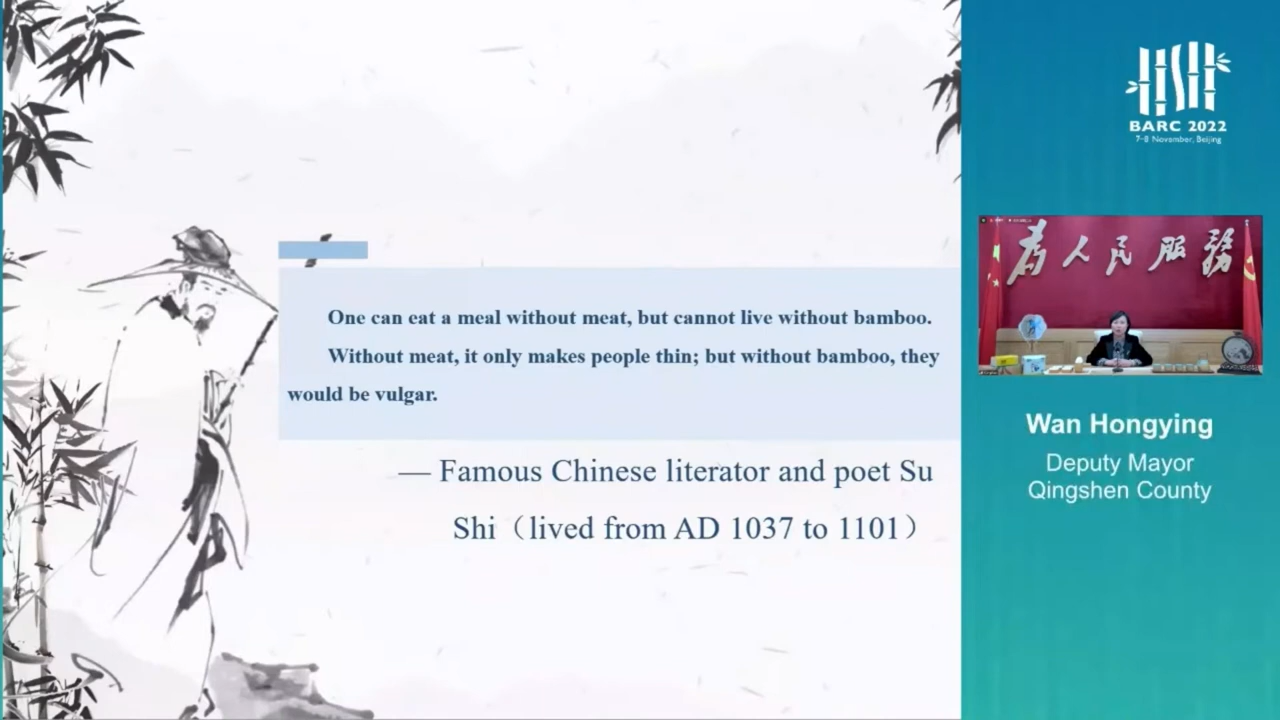 One can eat a meal without meat, but cannot live without bamboo.
Without meat, it only makes people thin; but without bamboo, they
would be vulgar.
— Famous Chinese literator and poet Su
Shi（lived from AD 1037 to 1101）
BARC 2022
7-8 November, Beijing
为人民服务
Wan Hongying
Deputy Mayor
Qingshen County